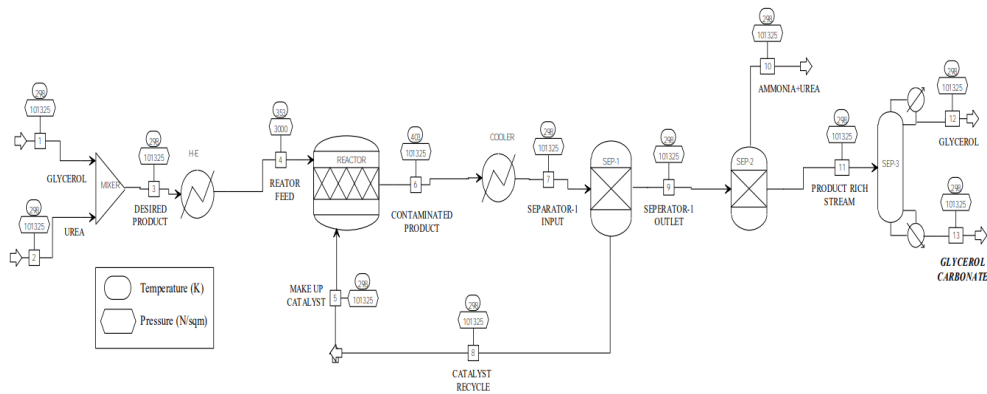 298
101325
10
AMMONIA+UREA
298
101325
1
GLYCEROL
298
101325
2
UREA
MIXER
298
101325
3
DESIRED
PRODUCT
H-E
353
3000
4
REATOR
FEED
REACTOR
403
101325
6
CONTAMINATED
PRODUCT
COOLER
298
101325
7
SEPARATOR-1
INPUT
SEP-1
298
101325
9
SEPERATOR-1
OUTLET
SEP-2
298
101325
11
PRODUCT RICH
STREAM
SEP-3
298
101325
12
GLYCEROL
298
101325
13
GLYCEROL
CARBONATE
MAKE UP
CATALYST
5
298
101325
298
101325
8
CATALYST
RECYCLE
Temperature (K)
Pressure (N/sqm)